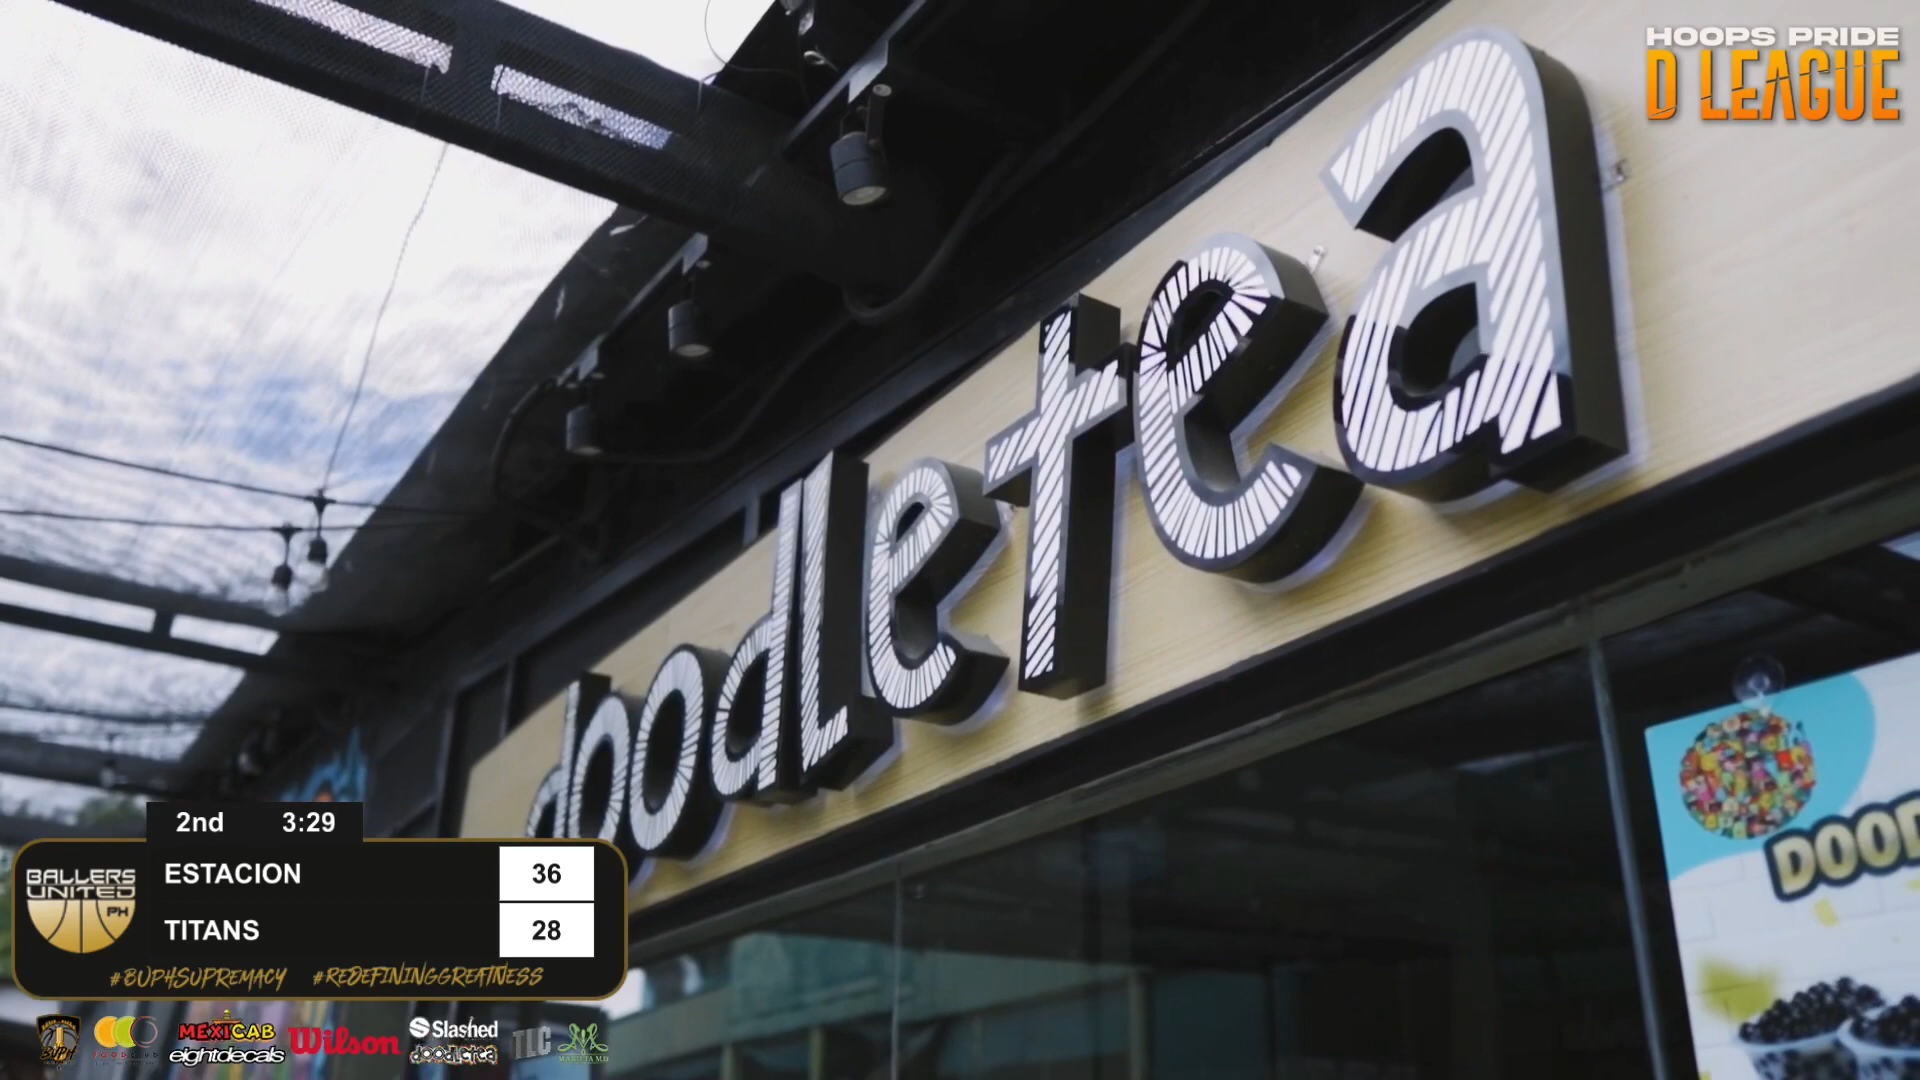 HOOPS PRIDE
D LEAGUE
doodletea
DOOD
2nd 3:29
BALLERS
UNITED
PH
ESTACION 36
TITANS 28
#BUPHSUPREMACY #REDEFININGGREATNESS
BUPH
MEXICAB
eightdecals
Wilson
Slashed
doodletea
TLC